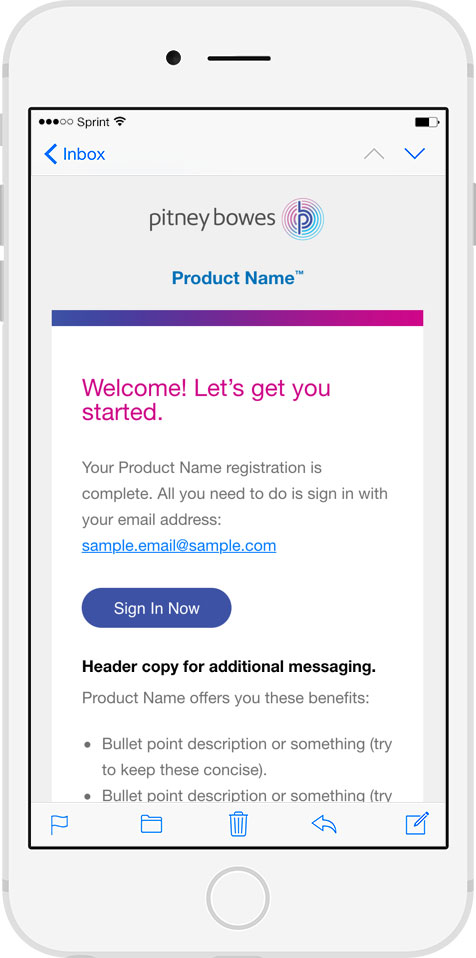 Sprint
Inbox
pitney bowes
Product Name™
Welcome! Let's get you
started.
Your Product Name registration is
complete. All you need to do is sign in with
your email address:
sample.email@sample.com
Sign In Now
Header copy for additional messaging.
Product Name offers you these benefits:
• Bullet point description or something (try
to keep these concise).
• Bullet point description or something (try